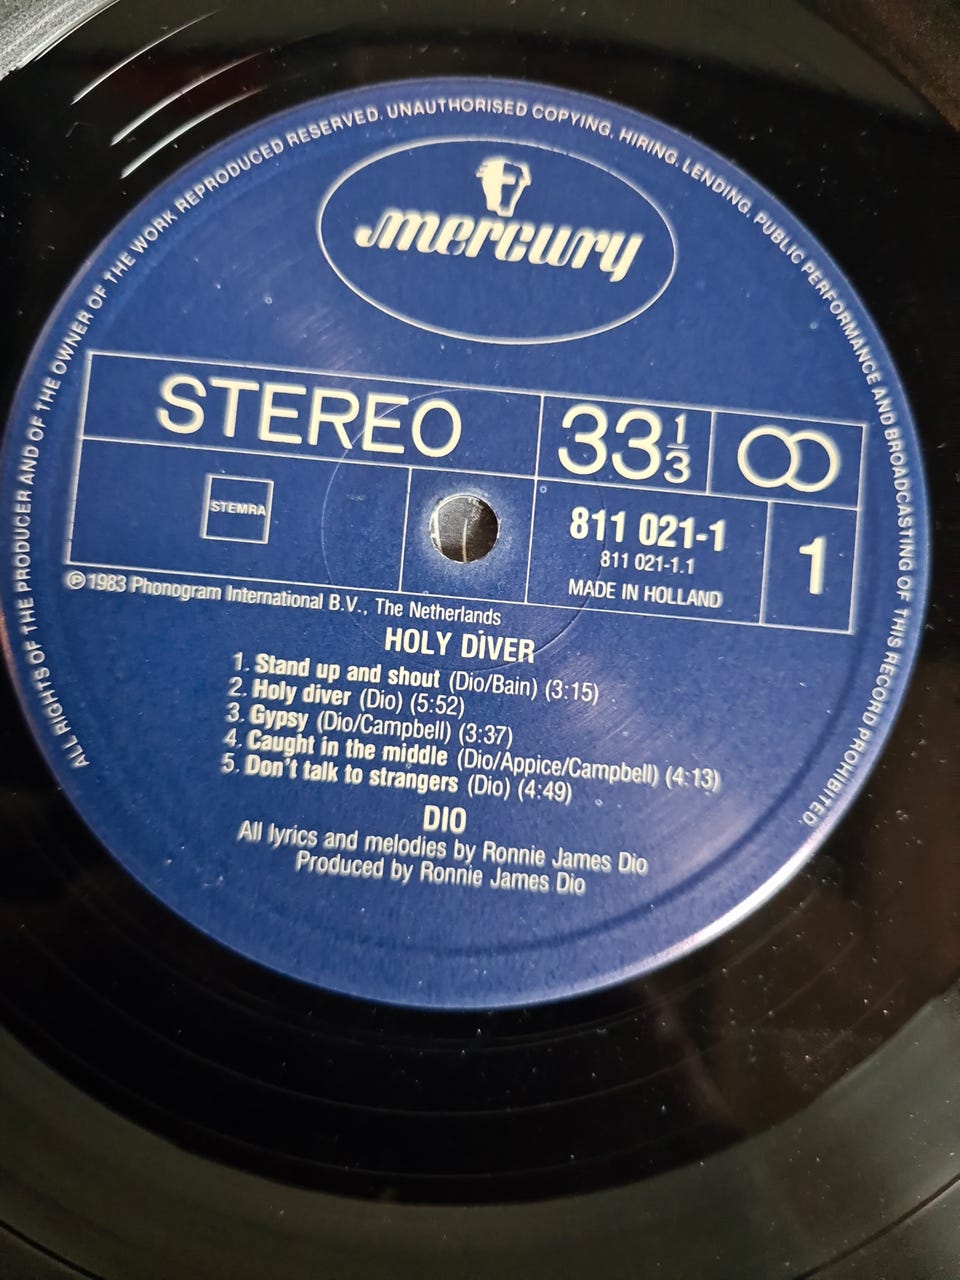 ALL RIGHTS OF THE PRODUCER AND OF THE OWNER OF THE WORK REPRODUCED RESERVED. UNAUTHORISED COPYING, HIRING, LENDING, PUBLIC PERFORMANCE AND BROADCASTING OF THIS RECORD PROHIBITED.
mercury
STEREO
33 1/3
STEMRA
811 021-1
811 021-1.1
MADE IN HOLLAND
1
℗ 1983 Phonogram International B.V., The Netherlands
HOLY DIVER
1. Stand up and shout (Dio/Bain) (3:15)
2. Holy diver (Dio) (5:52)
3. Gypsy (Dio/Campbell) (3:37)
4. Caught in the middle (Dio/Appice/Campbell) (4:13)
5. Don't talk to strangers (Dio) (4:49)
DIO
All lyrics and melodies by Ronnie James Dio
Produced by Ronnie James Dio